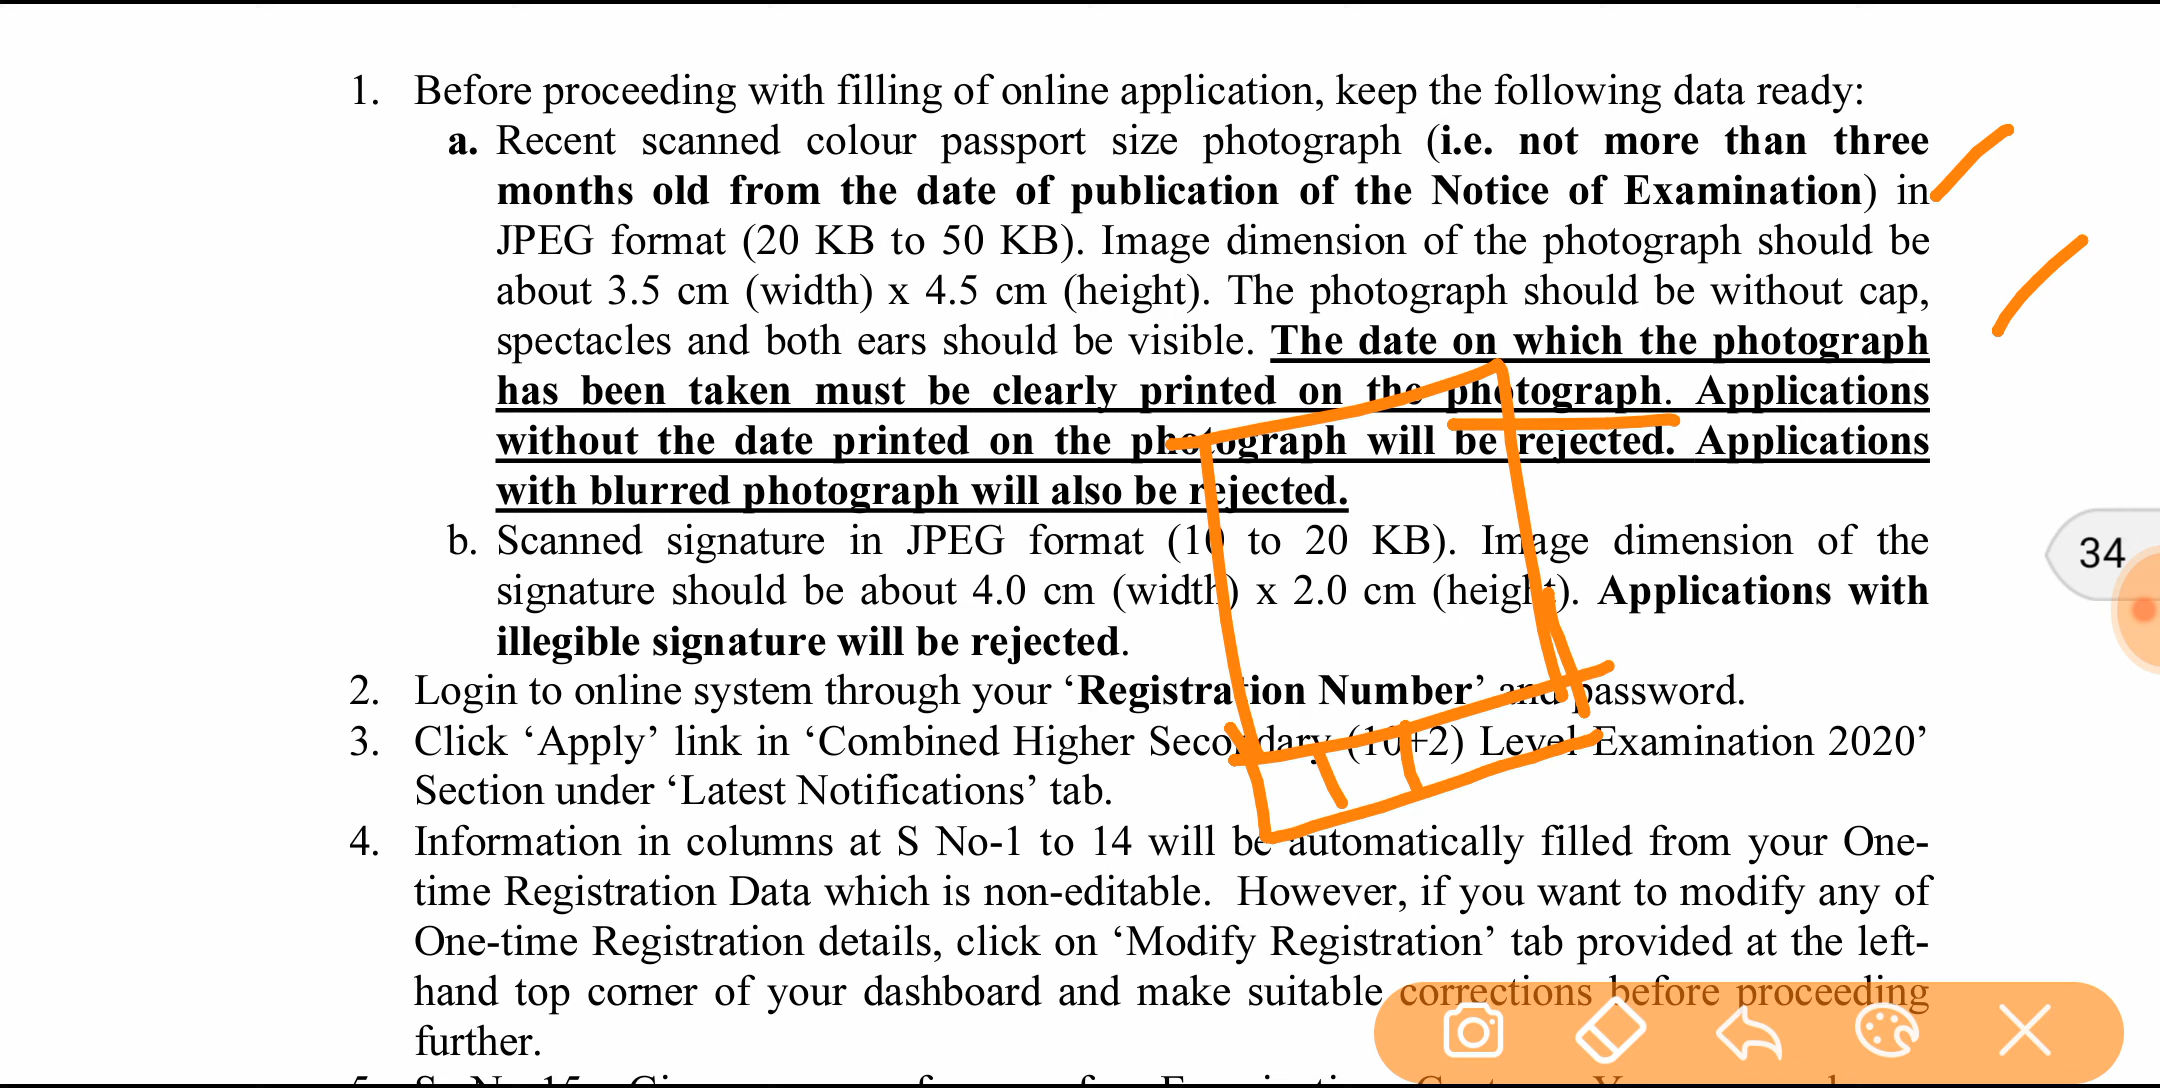 1. Before proceeding with filling of online application, keep the following data ready:
a. Recent scanned colour passport size photograph (i.e. not more than three
months old from the date of publication of the Notice of Examination) in
JPEG format (20 KB to 50 KB). Image dimension of the photograph should be
about 3.5 cm (width) x 4.5 cm (height). The photograph should be without cap,
spectacles and both ears should be visible. The date on which the photograph
has been taken must be clearly printed on the photograph. Applications
without the date printed on the photograph will be rejected. Applications
with blurred photograph will also be rejected.
b. Scanned signature in JPEG format (10 to 20 KB). Image dimension of the
signature should be about 4.0 cm (width) x 2.0 cm (height). Applications with
illegible signature will be rejected.
34
2. Login to online system through your ‘Registration Number’ and password.
3. Click ‘Apply’ link in ‘Combined Higher Secondary (10+2) Level Examination 2020’
Section under ‘Latest Notifications’ tab.
4. Information in columns at S No-1 to 14 will be automatically filled from your One-
time Registration Data which is non-editable. However, if you want to modify any of
One-time Registration details, click on ‘Modify Registration’ tab provided at the left-
hand top corner of your dashboard and make suitable corrections before proceeding
further.